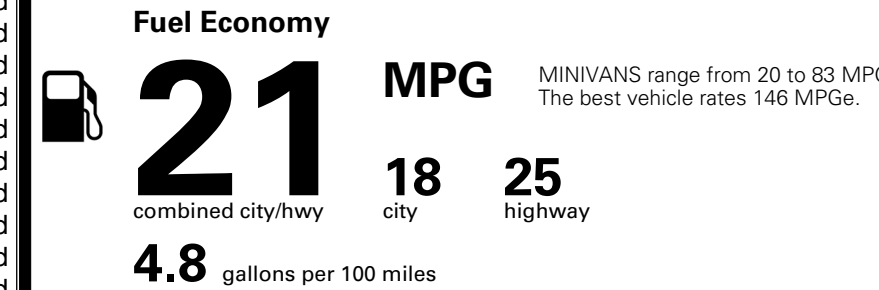 Fuel Economy
21 MPG
MINIVANS range from 20 to 83 MPG
The best vehicle rates 146 MPGe.
18 25
combined city/hwy city highway
4.8 gallons per 100 miles
d
d
d
d
d
d
d
d
d
d